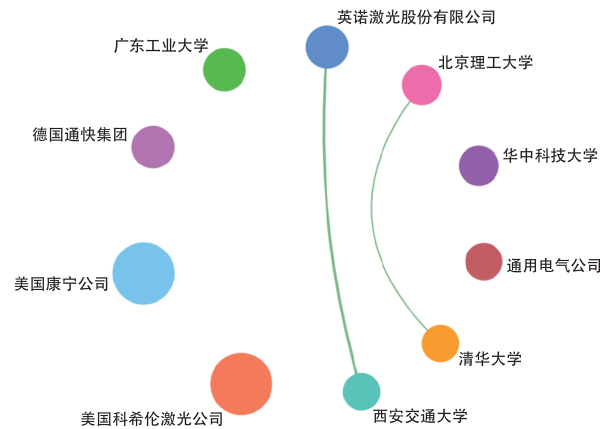 英诺激光股份有限公司
广东工业大学
北京理工大学
德国通快集团
华中科技大学
通用电气公司
美国康宁公司
清华大学
美国科希伦激光公司
西安交通大学